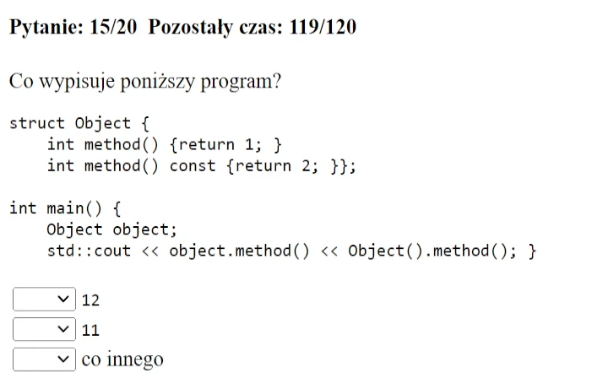 Pytanie: 15/20 Pozostały czas: 119/120
Co wypisuje poniższy program?
struct Object {
    int method() {return 1; }
    int method() const {return 2; }};
int main() {
    Object object;
    std::cout << object.method() << Object().method(); }
12
11
co innego